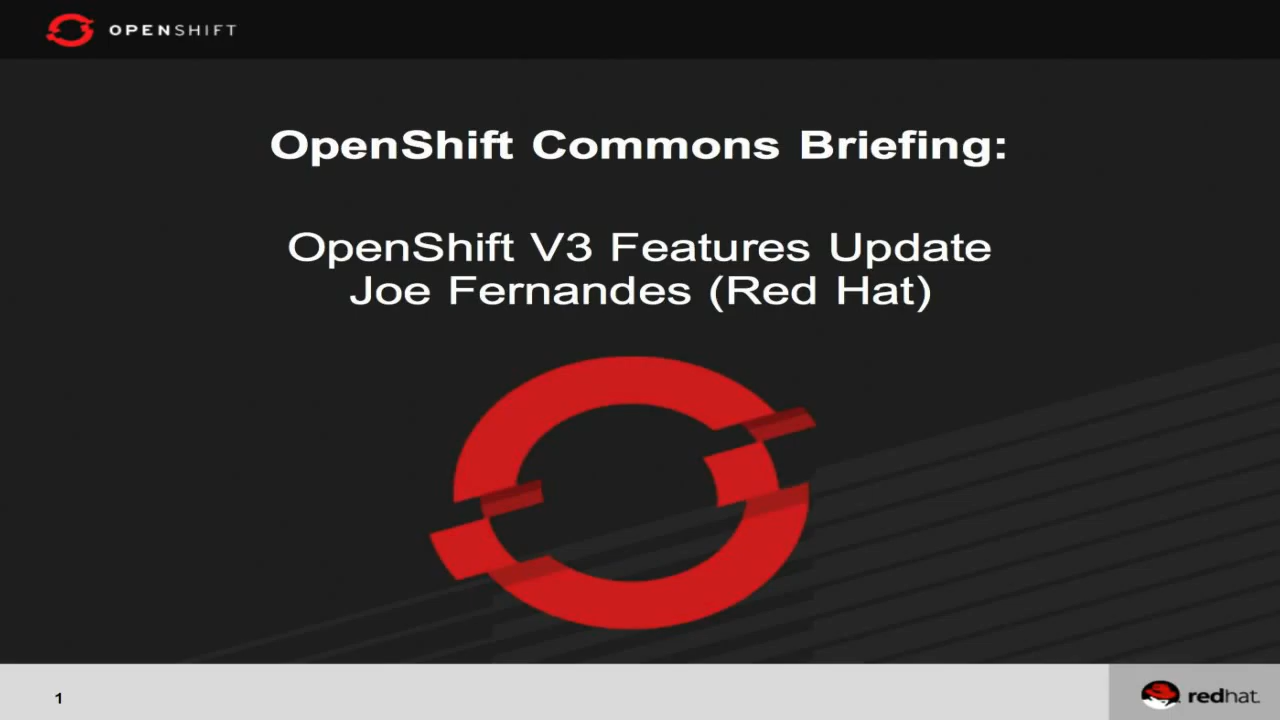 OPENSHIFT
OpenShift Commons Briefing:
OpenShift V3 Features Update
Joe Fernandes (Red Hat)
1
redhat.